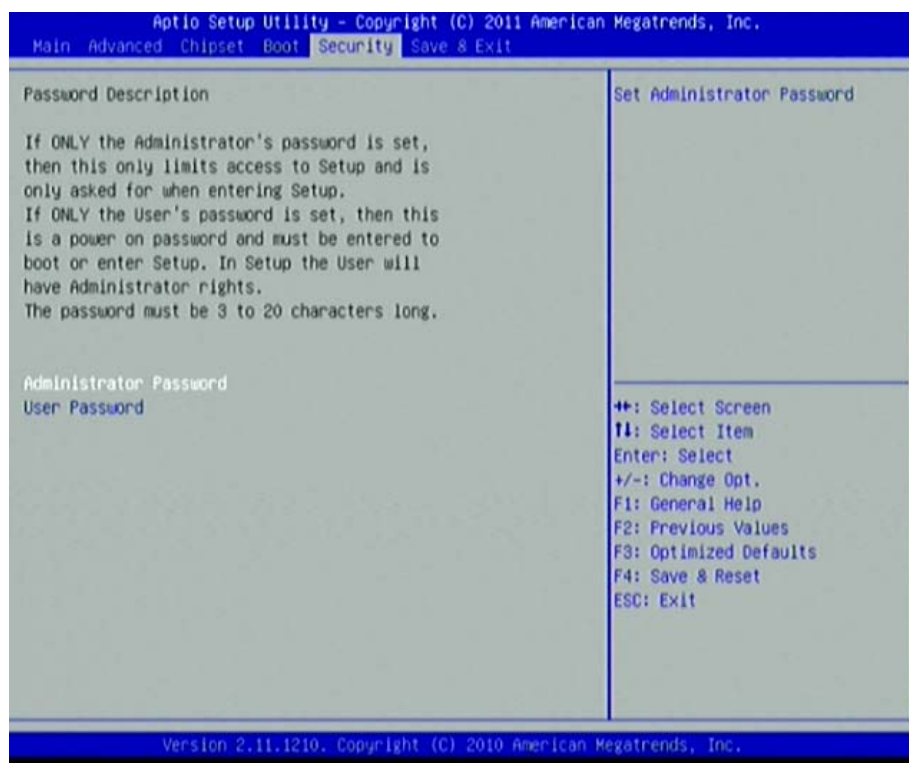 Aptio Setup Utility - Copyright (C) 2011 American Megatrends, Inc.
Main Advanced Chipset Boot Security Save & Exit
Password Description
If ONLY the Administrator's password is set,
then this only limits access to Setup and is
only asked for when entering Setup.
If ONLY the User's password is set, then this
is a power on password and must be entered to
boot or enter Setup. In Setup the User will
have Administrator rights.
The password must be 3 to 20 characters long.
Administrator Password
User Password
Set Administrator Password
→←: Select Screen
↑↓: Select Item
Enter: Select
+/-: Change Opt.
F1: General Help
F2: Previous Values
F3: Optimized Defaults
F4: Save & Reset
ESC: Exit
Version 2.11.1210. Copyright (C) 2010 American Megatrends, Inc.